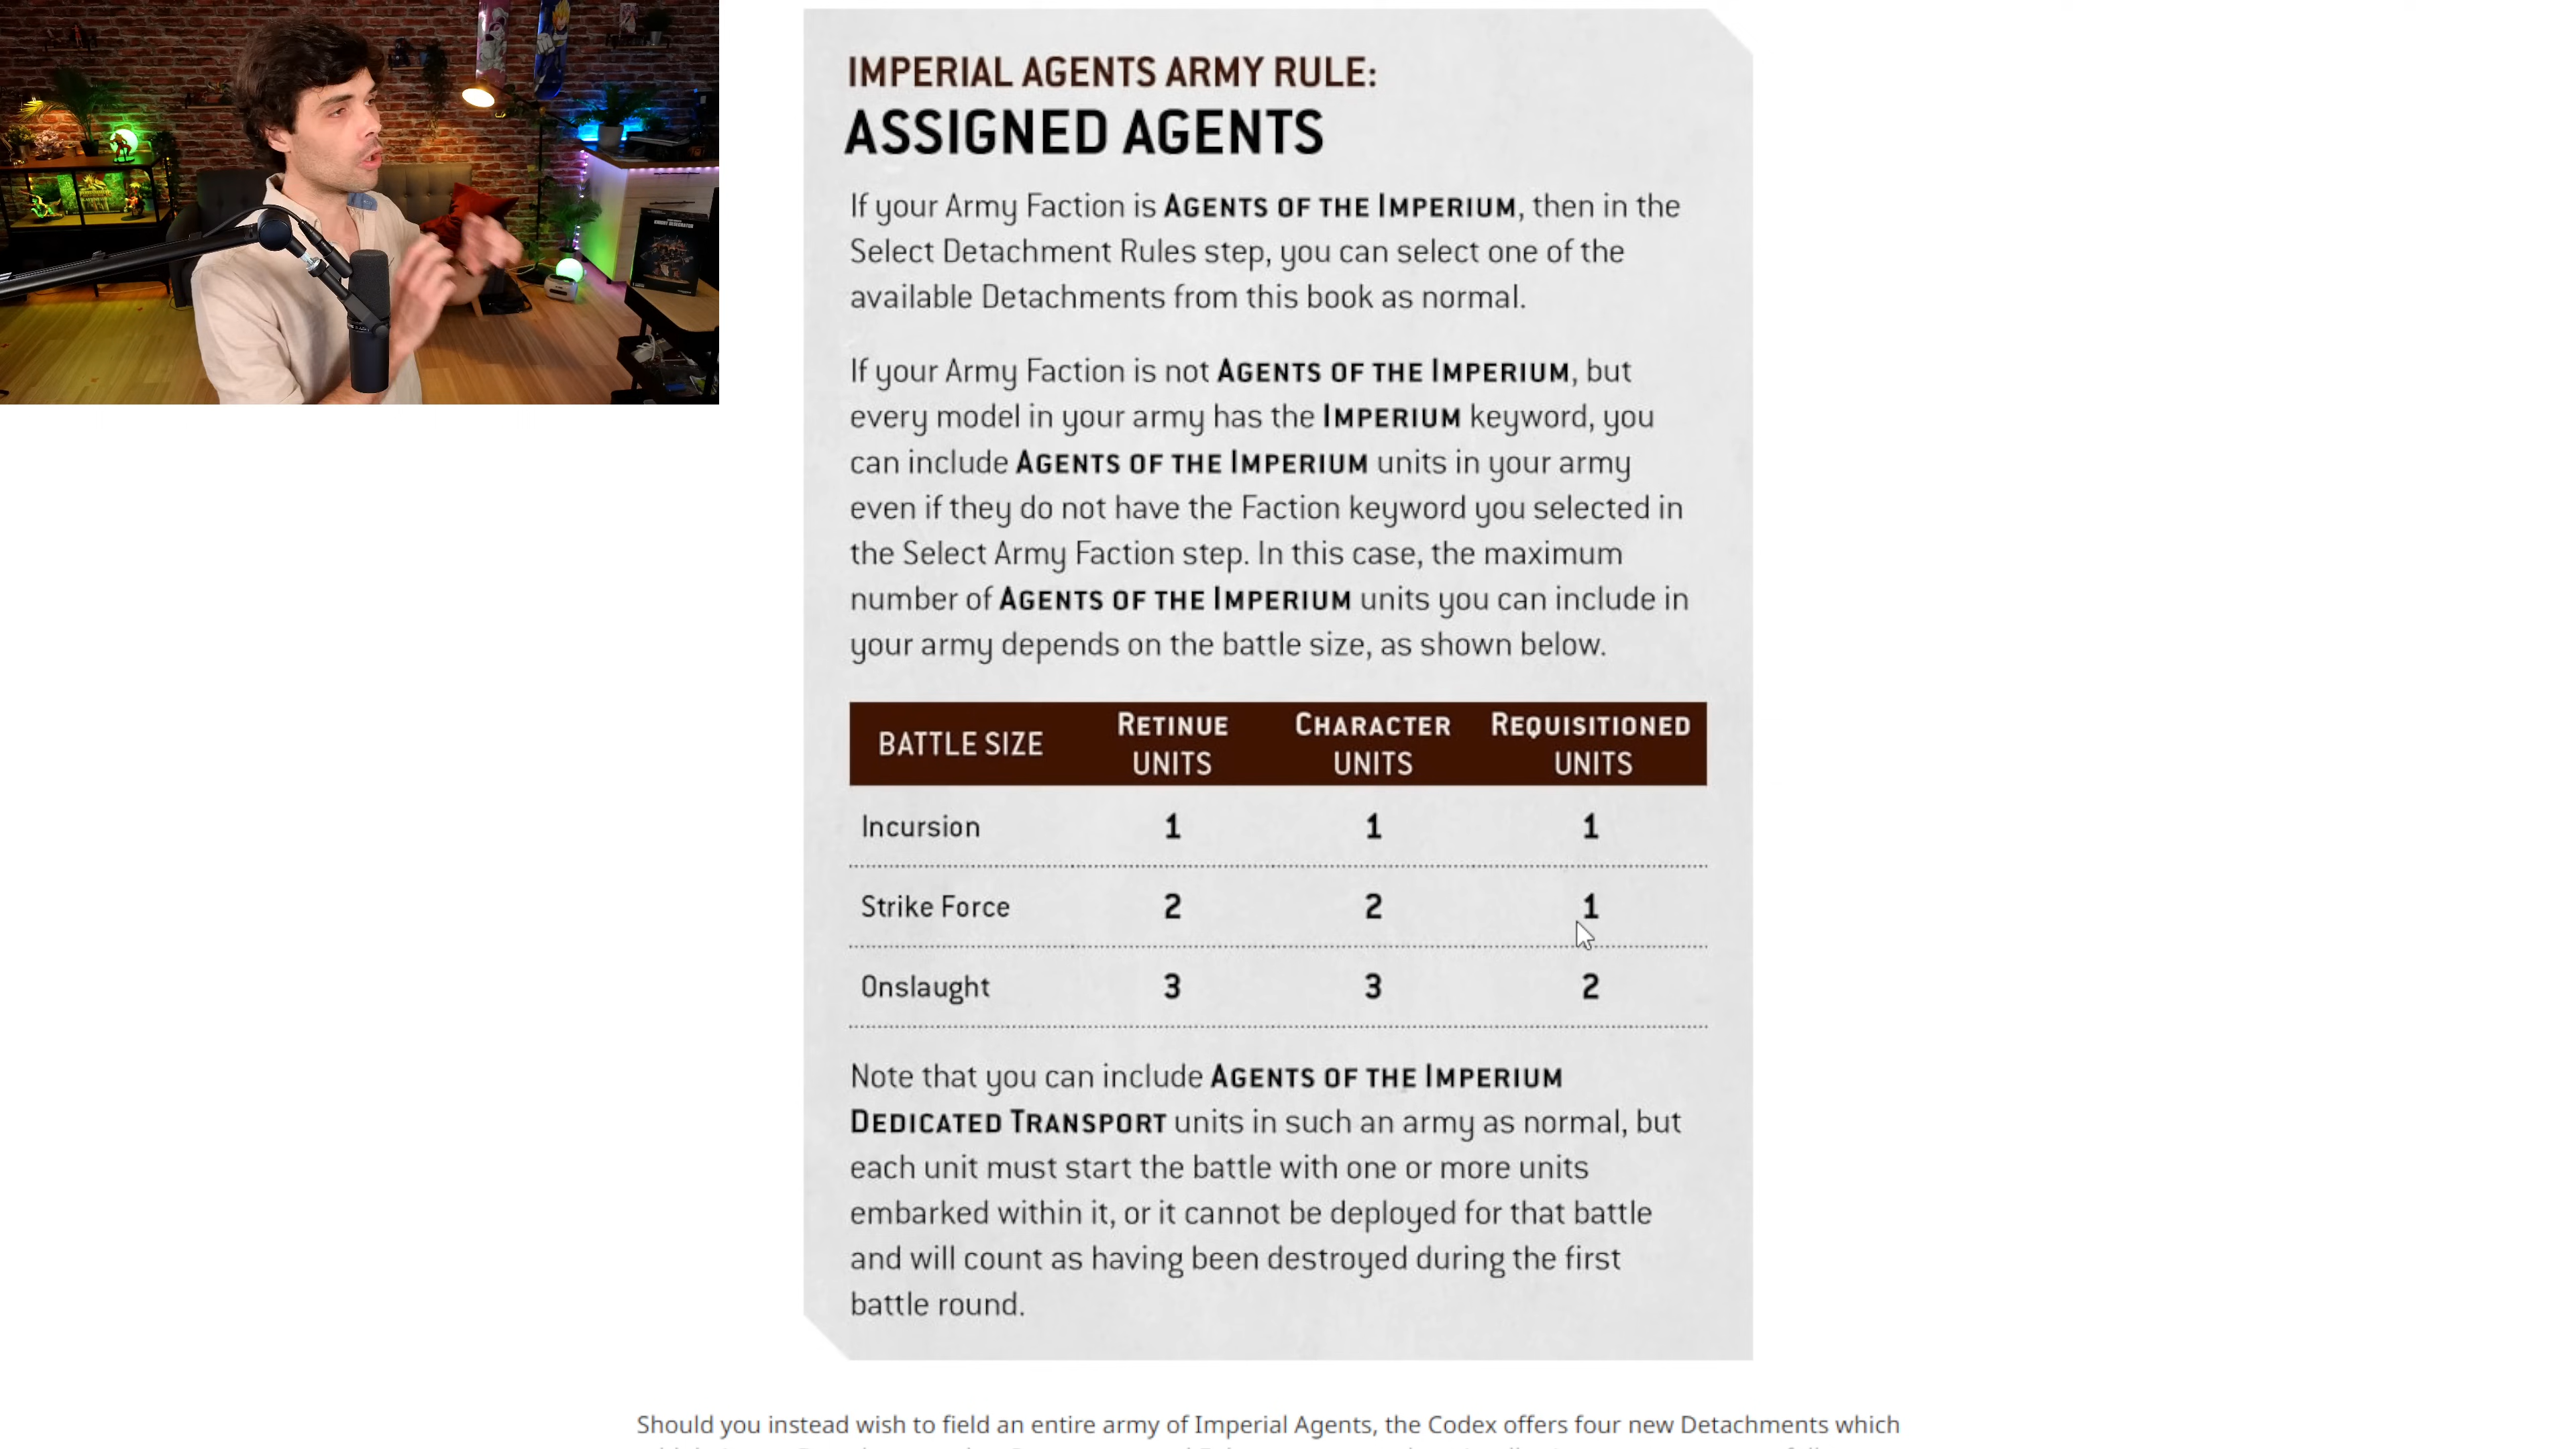 IMPERIAL AGENTS ARMY RULE:
ASSIGNED AGENTS
If your Army Faction is AGENTS OF THE IMPERIUM, then in the
Select Detachment Rules step, you can select one of the
available Detachments from this book as normal.
If your Army Faction is not AGENTS OF THE IMPERIUM, but
every model in your army has the IMPERIUM keyword, you
can include AGENTS OF THE IMPERIUM units in your army
even if they do not have the Faction keyword you selected in
the Select Army Faction step. In this case, the maximum
number of AGENTS OF THE IMPERIUM units you can include in
your army depends on the battle size, as shown below.
BATTLE SIZE RETINUE UNITS CHARACTER UNITS REQUISITIONED UNITS
Incursion 1 1 1
Strike Force 2 2 1
Onslaught 3 3 2
Note that you can include AGENTS OF THE IMPERIUM
DEDICATED TRANSPORT units in such an army as normal, but
each unit must start the battle with one or more units
embarked within it, or it cannot be deployed for that battle
and will count as having been destroyed during the first
battle round.
Should you instead wish to field an entire army of Imperial Agents, the Codex offers four new Detachments which